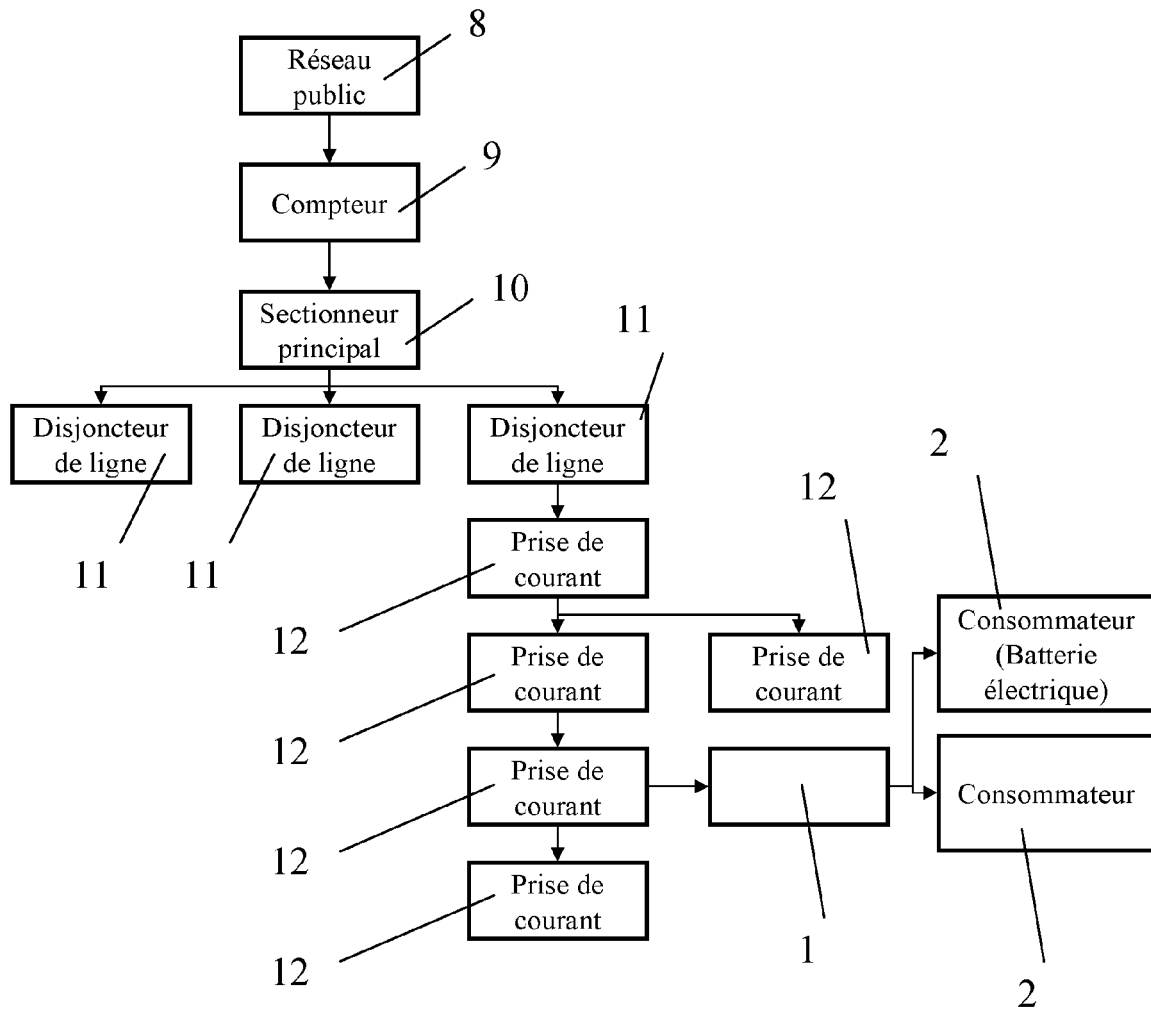 8
Réseau
public
9
Compteur
10
Sectionneur
principal
11
Disjoncteur
de ligne
Disjoncteur
de ligne
Disjoncteur
de ligne
11
11
2
12
Prise de
courant
12
Consommateur
(Batterie
électrique)
Prise de
courant
Prise de
courant
12
Prise de
courant
Consommateur
12
Prise de
courant
12
1
2